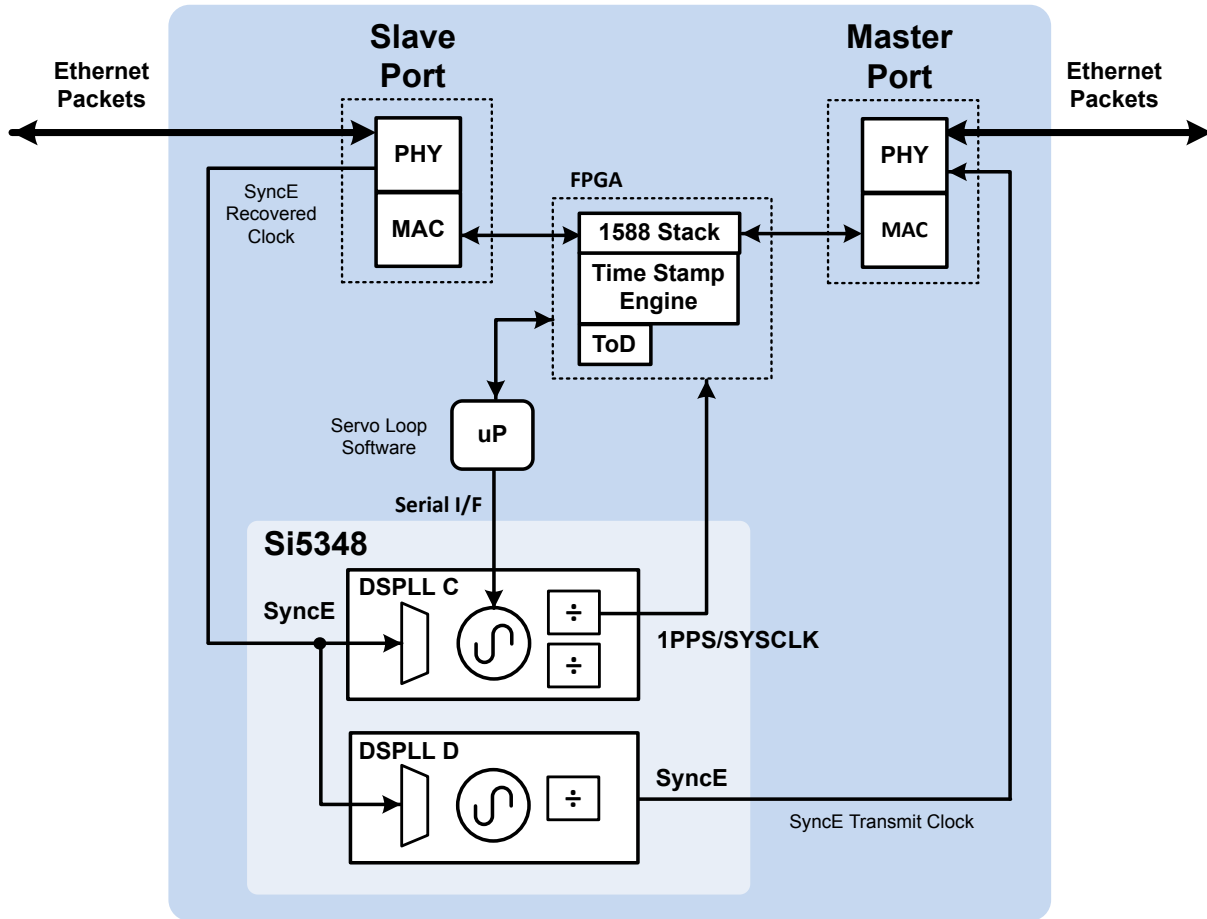 Slave
Port
Master
Port
Ethernet
Packets
Ethernet
Packets
PHY
MAC
PHY
MAC
SyncE
Recovered
Clock
FPGA
1588 Stack
Time Stamp
Engine
ToD
Servo Loop
Software
uP
Serial I/F
Si5348
DSPLL C
SyncE
÷
÷
1PPS/SYSCLK
DSPLL D
÷
SyncE
SyncE Transmit Clock